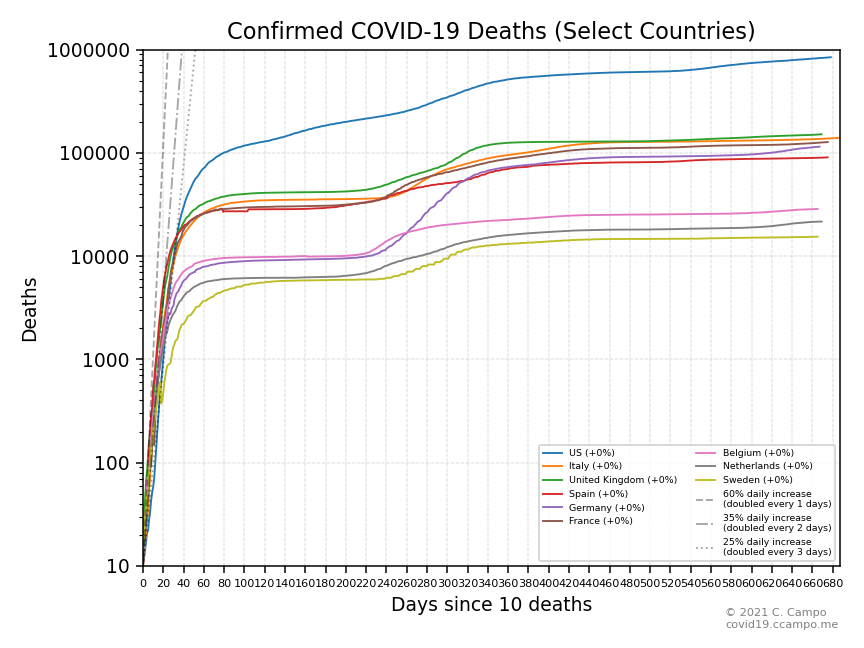 Confirmed COVID-19 Deaths (Select Countries)
1000000
100000
10000
1000
100
10
Deaths
US (+0%)
Italy (+0%)
United Kingdom (+0%)
Spain (+0%)
Germany (+0%)
France (+0%)
Belgium (+0%)
Netherlands (+0%)
Sweden (+0%)
60% daily increase
(doubled every 1 days)
35% daily increase
(doubled every 2 days)
25% daily increase
(doubled every 3 days)
0 20 40 60 80 100 120 140 160 180 200 220 240 260 280 300 320 340 360 380 400 420 440 460 480 500 520 540 560 580 600 620 640 660 680
Days since 10 deaths
© 2021 C. Campo
covid19.ccampo.me